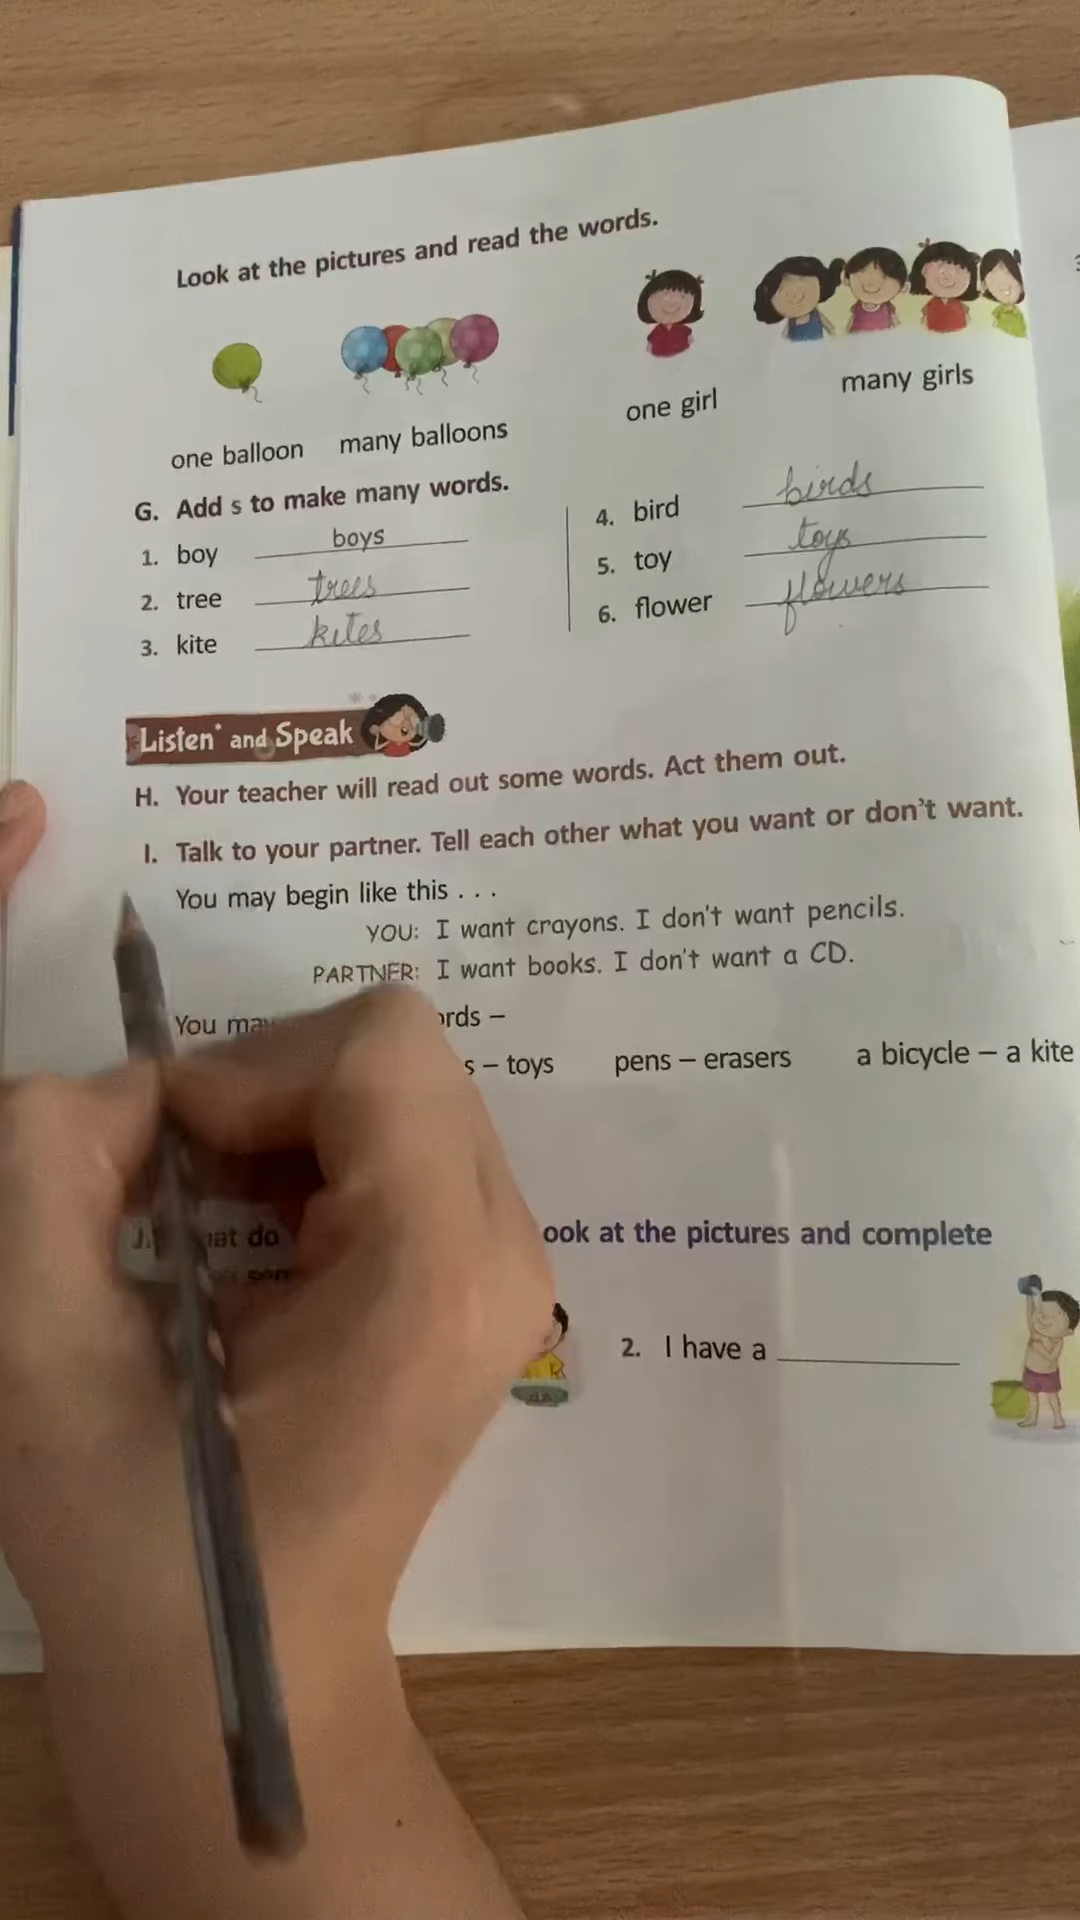 Look at the pictures and read the words.
one balloon many balloons one girl many girls
G. Add s to make many words.
1. boy boys
2. tree trees
3. kite kites
4. bird birds
5. toy toys
6. flower flowers
Listen* and Speak
H. Your teacher will read out some words. Act them out.
I. Talk to your partner. Tell each other what you want or don't want.
You may begin like this . . .
YOU: I want crayons. I don't want pencils.
PARTNER: I want books. I don't want a CD.
You may ords –
s – toys pens – erasers a bicycle – a kite
J. hat do ook at the pictures and complete
2. I have a